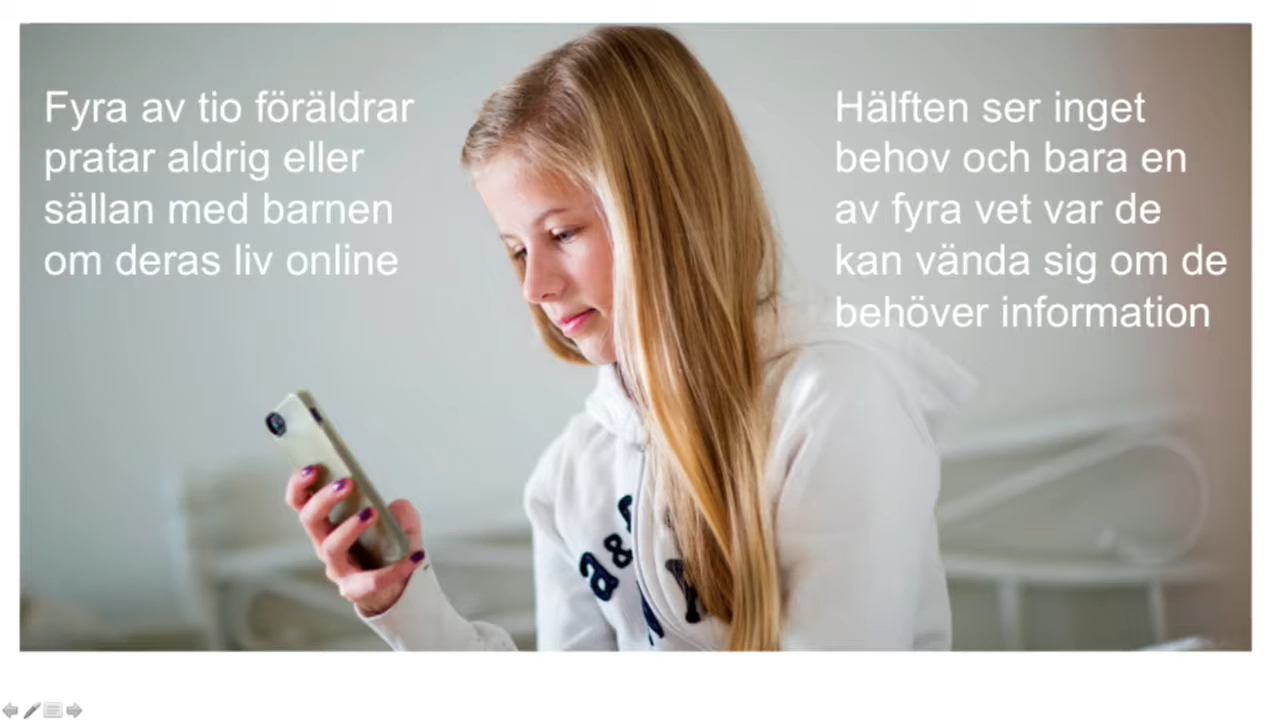 Fyra av tio föräldrar
pratar aldrig eller
sällan med barnen
om deras liv online
Hälften ser inget
behov och bara en
av fyra vet var de
kan vända sig om de
behöver information
a&